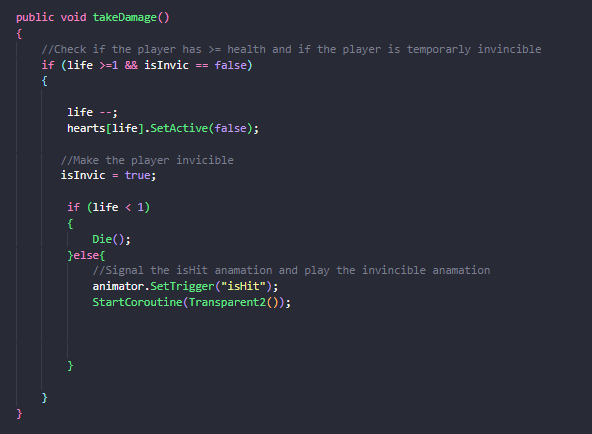 public void takeDamage()
{
//Check if the player has >= health and if the player is temporarly invincible
if (life >=1 && isInvic == false)
{
life --;
hearts[life].SetActive(false);
//Make the player invicible
isInvic = true;
if (life < 1)
{
Die();
}else{
//Signal the isHit anamation and play the invincible anamation
animator.SetTrigger("isHit");
StartCoroutine(Transparent2());
}
}
}